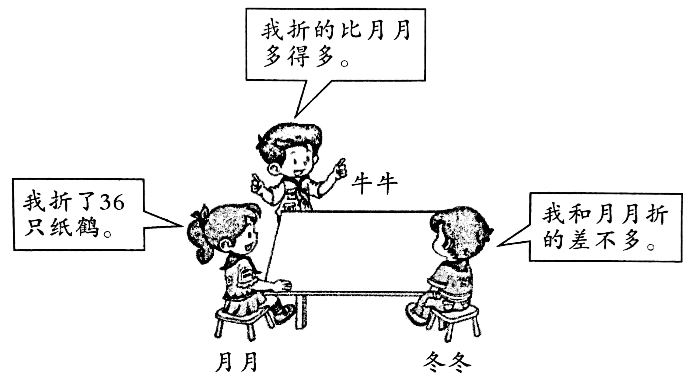 我折的比月月
多得多。
牛牛
我折了36
只纸鹤。
我和月月折
的差不多。
月月
冬冬